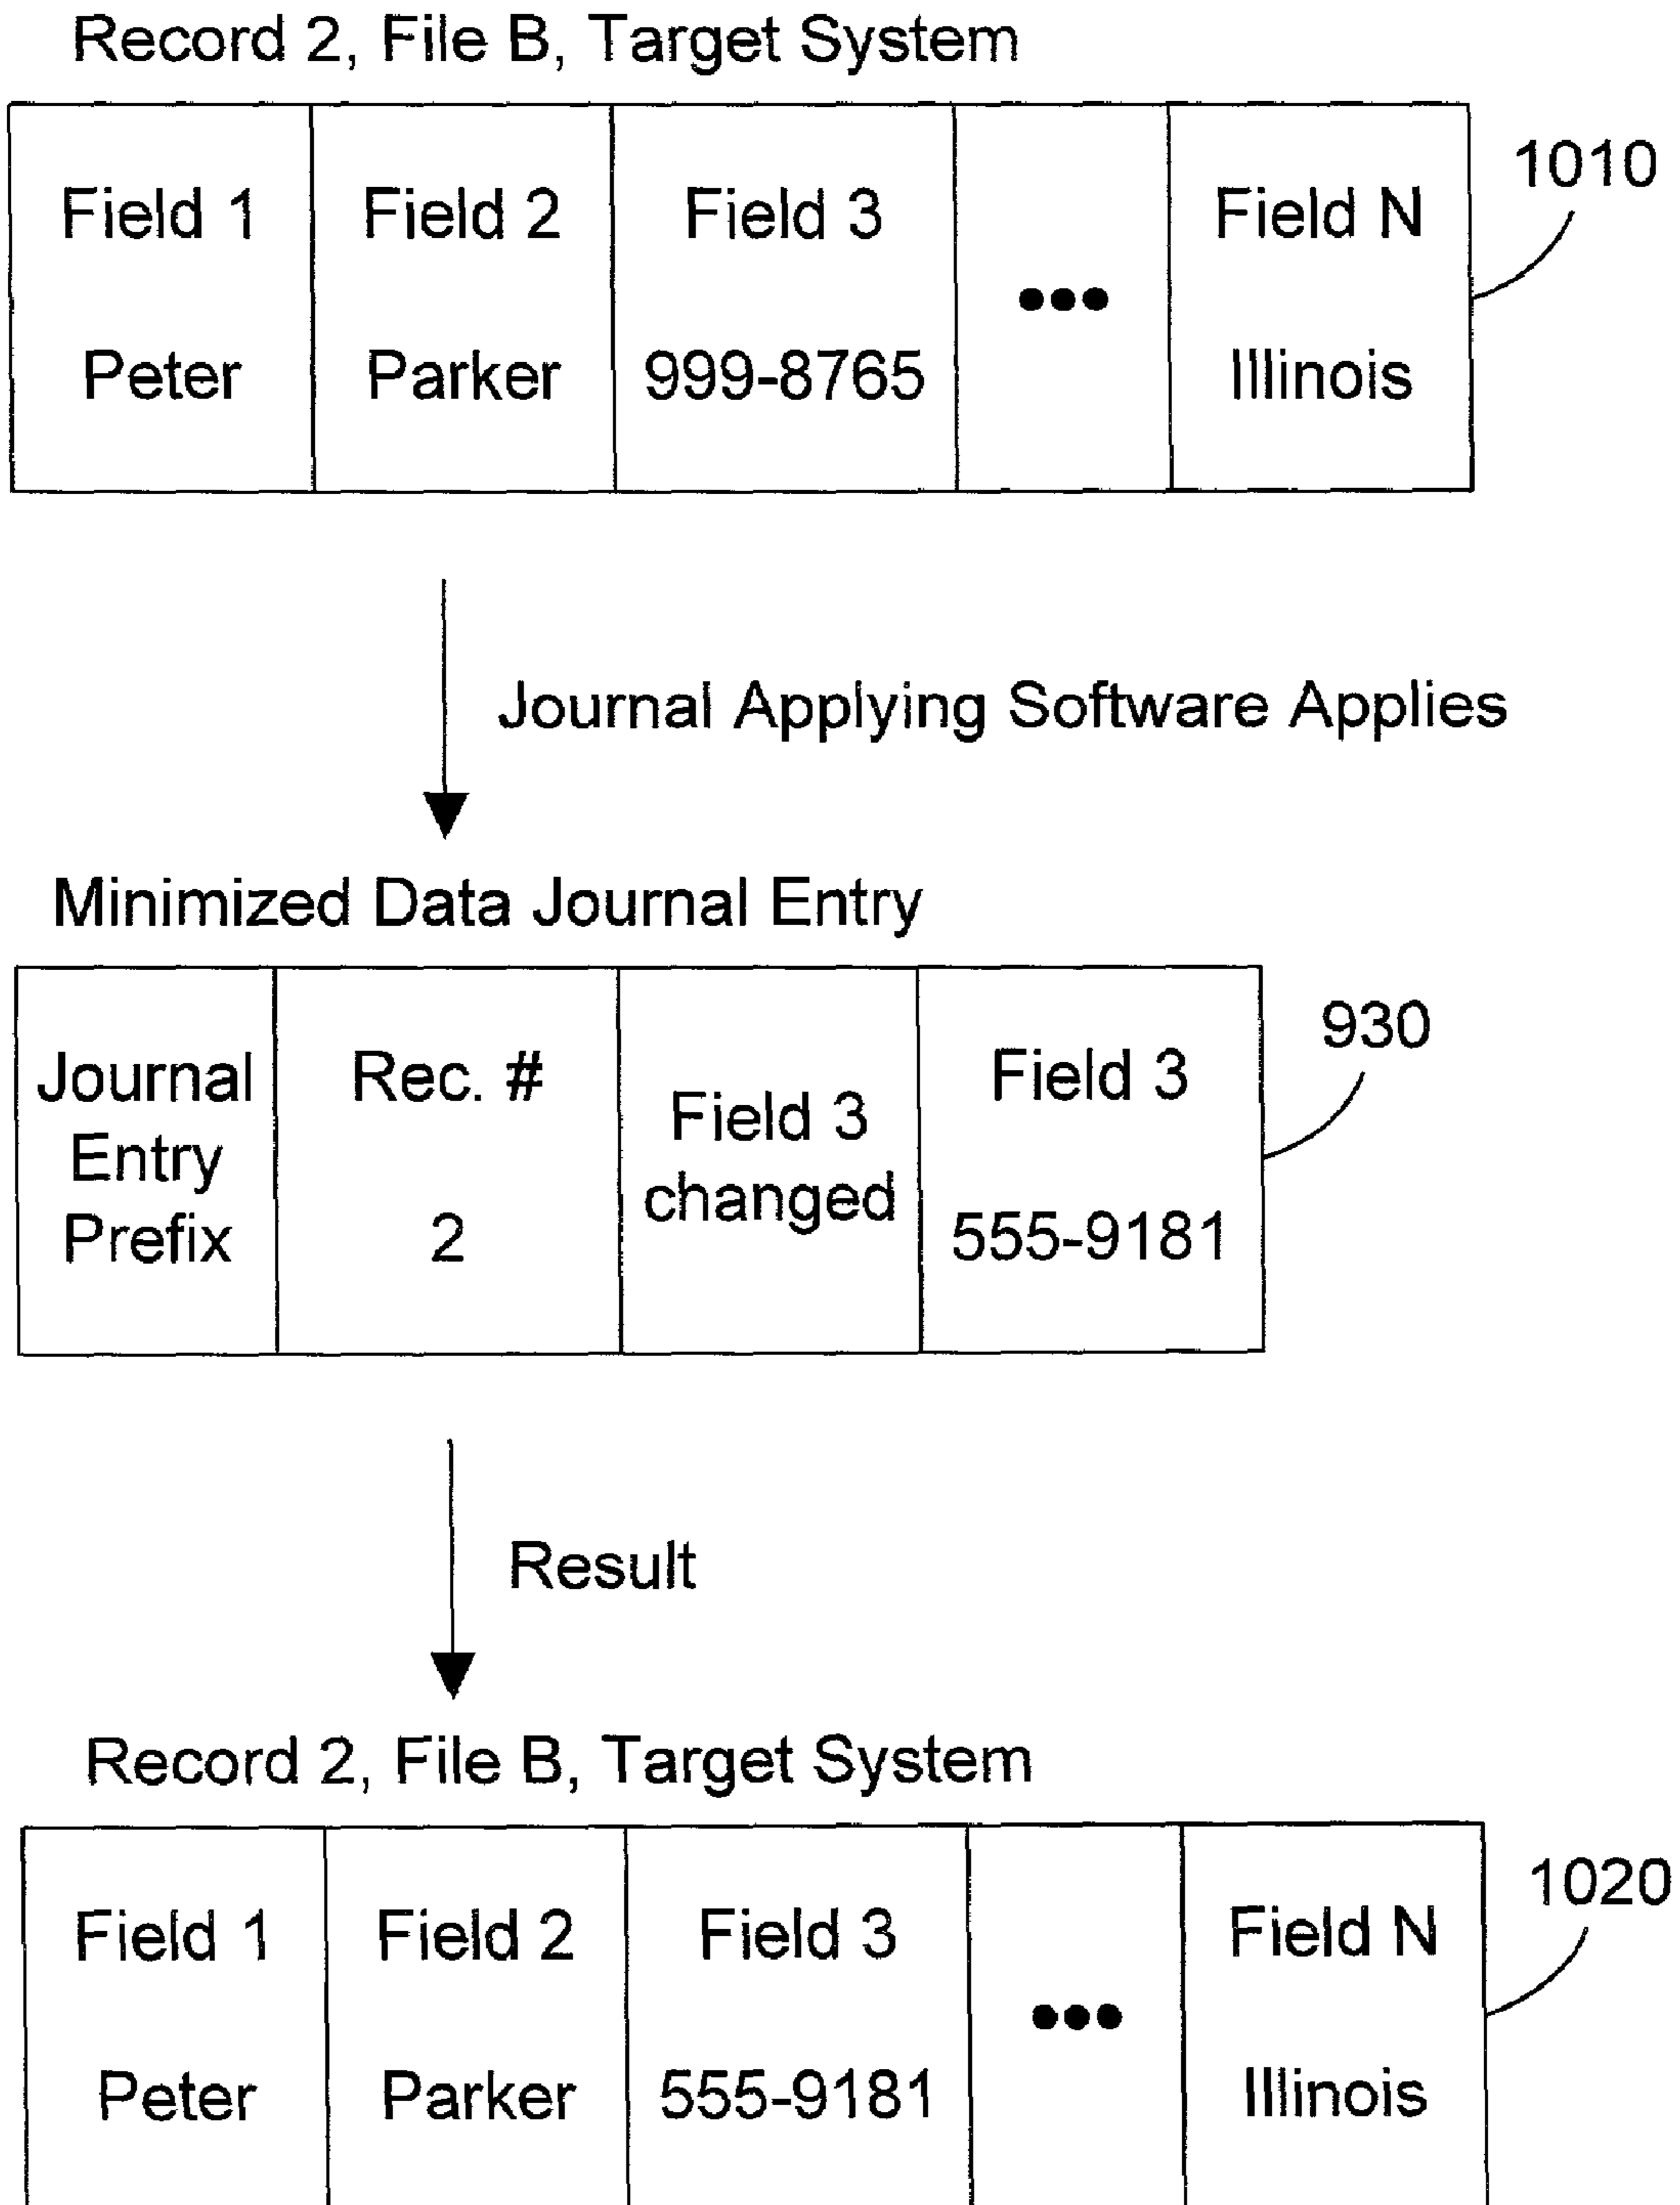 Record 2, File B, Target System
Field 1 Field 2 Field 3 Field N 1010
••• 
Peter Parker 999-8765 Illinois
Journal Applying Software Applies
Minimized Data Journal Entry
Journal Entry Prefix
Rec. #
2
Field 3 changed
Field 3
555-9181
930
Result
Record 2, File B, Target System
Field 1 Field 2 Field 3 Field N 1020
•••
Peter Parker 555-9181 Illinois